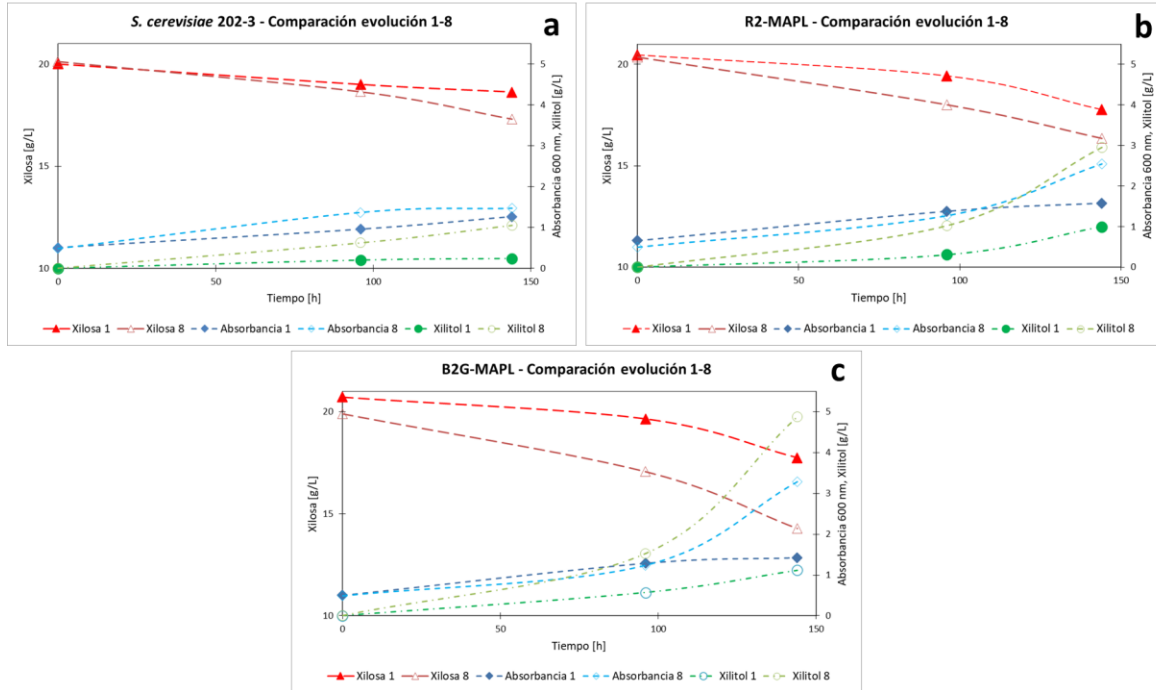 S. cerevisiae 202-3 - Comparación evolución 1-8
a
20
15
10
Xilosa [g/L]
5
4
3
2
1
0
Absorbancia 600 nm, Xilitol [g/L]
0 50 100 150
Tiempo [h]
Xilosa 1 Xilosa 8 Absorbancia 1 Absorbancia 8 Xilitol 1 Xilitol 8
R2-MAPL - Comparación evolución 1-8
b
20
15
10
Xilosa [g/L]
5
4
3
2
1
0
Absorbancia 600 nm, Xilitol [g/L]
0 50 100 150
Tiempo [h]
Xilosa 1 Xilosa 8 Absorbancia 1 Absorbancia 8 Xilitol 1 Xilitol 8
B2G-MAPL - Comparación evolución 1-8
c
20
15
10
Xilosa [g/L]
5
4
3
2
1
0
Absorbancia 600 nm, Xilitol [g/L]
0 50 100 150
Tiempo [h]
Xilosa 1 Xilosa 8 Absorbancia 1 Absorbancia 8 Xilitol 1 Xilitol 8